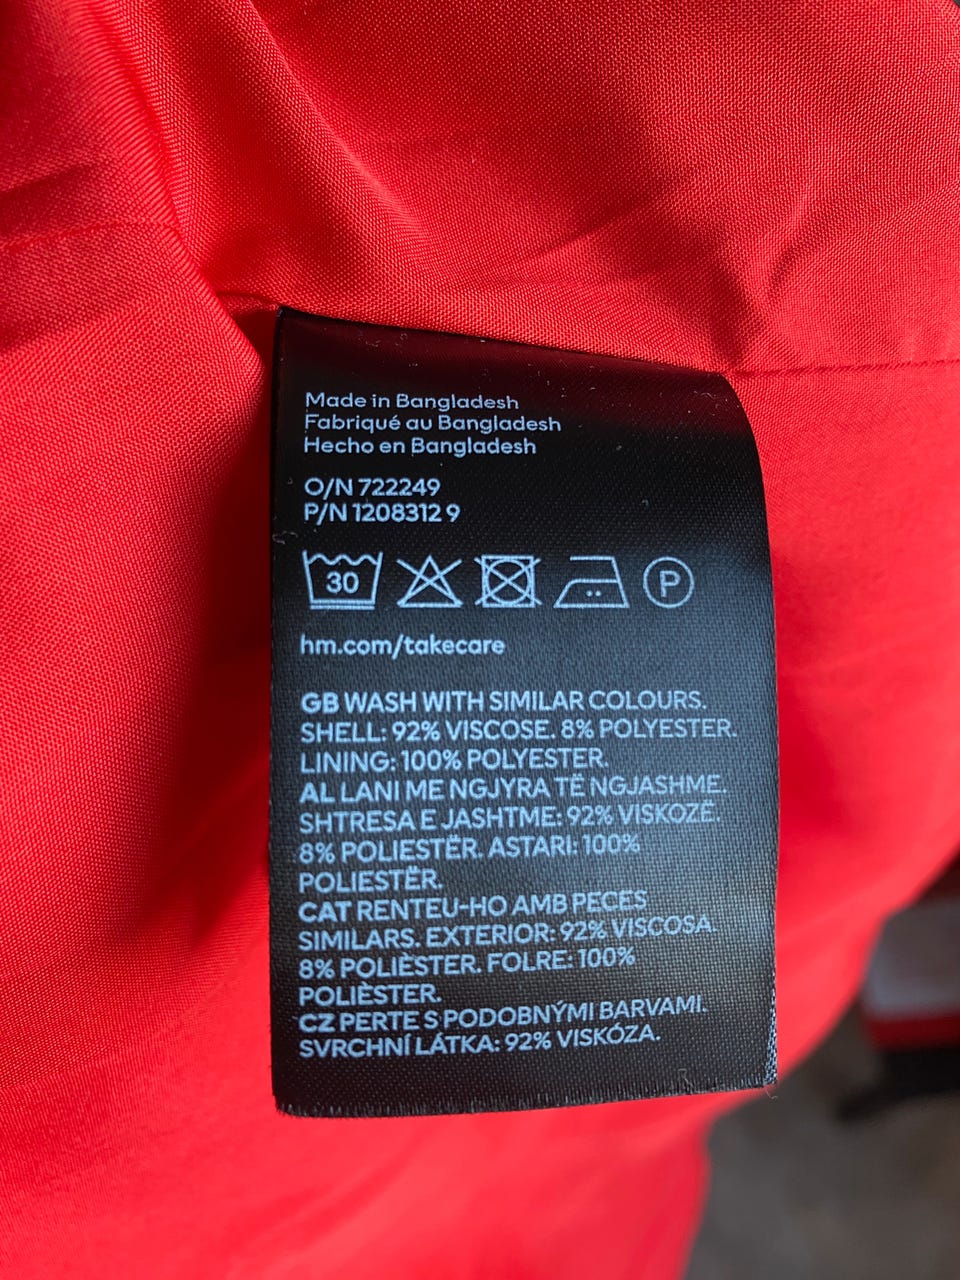 Made in Bangladesh
Fabriqué au Bangladesh
Hecho en Bangladesh
O/N 722249
P/N 1208312 9
30 P
hm.com/takecare
GB WASH WITH SIMILAR COLOURS.
SHELL: 92% VISCOSE. 8% POLYESTER.
LINING: 100% POLYESTER.
AL LANI ME NGJYRA TË NGJASHME.
SHTRESA E JASHTME: 92% VISKOZË.
8% POLIESTËR. ASTARI: 100%
POLIESTËR.
CAT RENTEU-HO AMB PECES
SIMILARS. EXTERIOR: 92% VISCOSA.
8% POLIÈSTER. FOLRE: 100%
POLIÈSTER.
CZ PERTE S PODOBNÝMI BARVAMI.
SVRCHNÍ LÁTKA: 92% VISKÓZA.